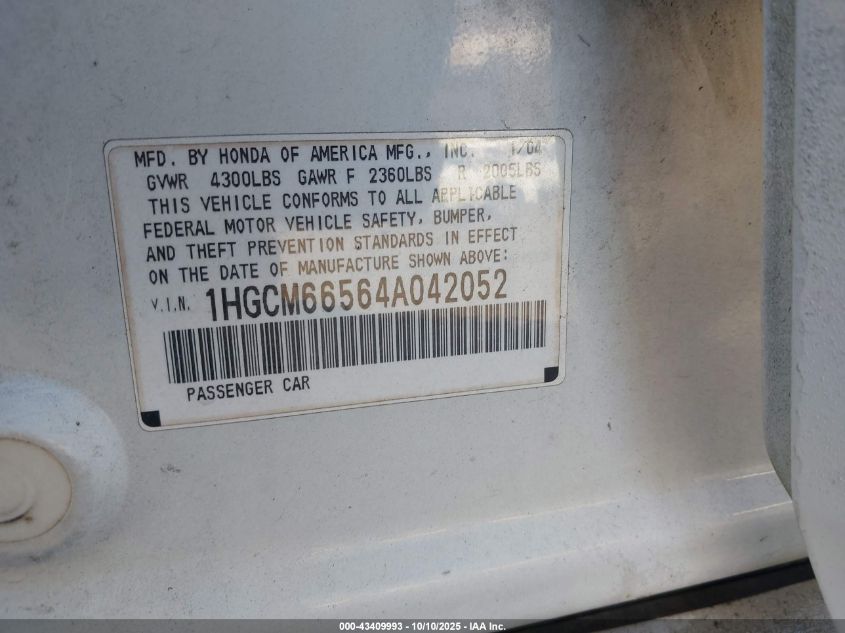 MFD. BY HONDA OF AMERICA MFG., INC. 1/04
GVWR 4300LBS GAWR F 2360LBS R 2005LBS
THIS VEHICLE CONFORMS TO ALL APPLICABLE
FEDERAL MOTOR VEHICLE SAFETY, BUMPER,
AND THEFT PREVENTION STANDARDS IN EFFECT
ON THE DATE OF MANUFACTURE SHOWN ABOVE:
V.I.N. 1HGCM66564A042052
PASSENGER CAR
000-43409993 - 10/10/2025 - IAA Inc.